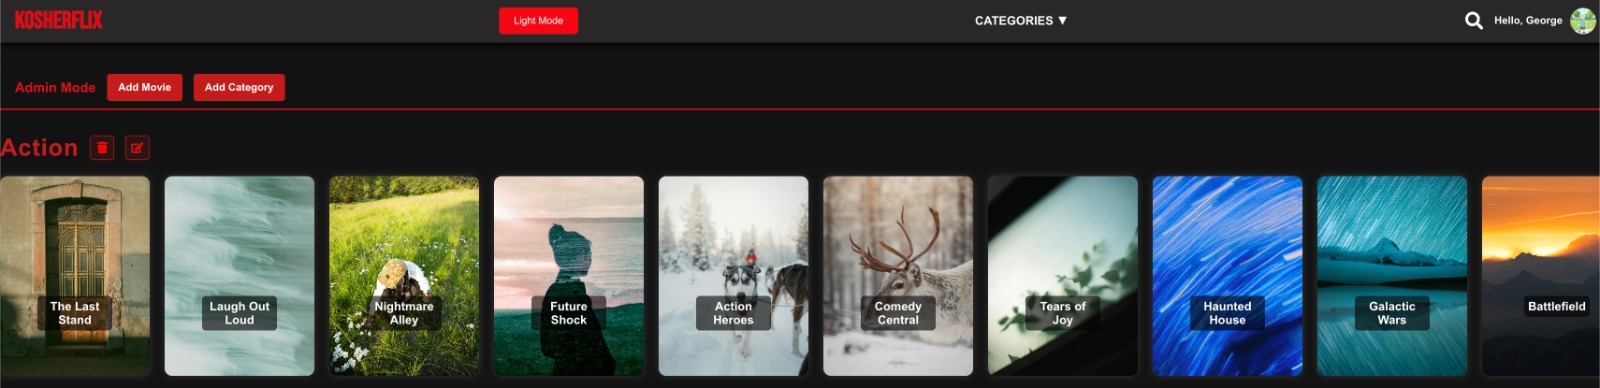 KOSHERFLIX
Light Mode
CATEGORIES ▼
Hello, George
Admin Mode
Add Movie
Add Category
Action
The Last
Stand
Laugh Out
Loud
Nightmare
Alley
Future
Shock
Action
Heroes
Comedy
Central
Tears of
Joy
Haunted
House
Galactic
Wars
Battlefield